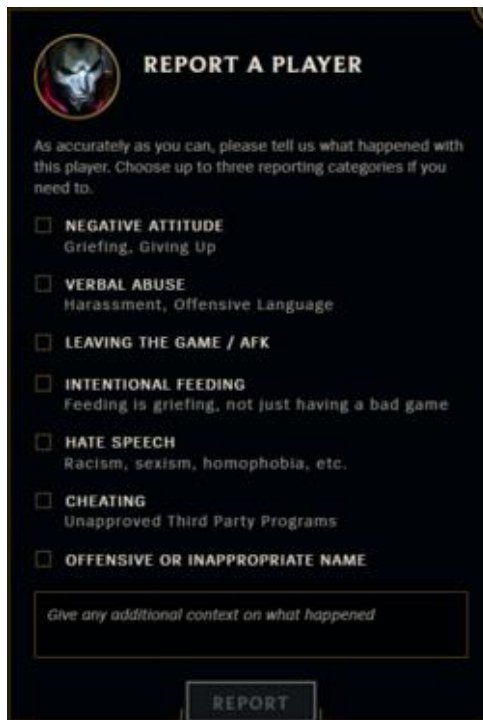 REPORT A PLAYER
As accurately as you can, please tell us what happened with
this player. Choose up to three reporting categories if you
need to.
NEGATIVE ATTITUDE
Griefing, Giving Up
VERBAL ABUSE
Harassment, Offensive Language
LEAVING THE GAME / AFK
INTENTIONAL FEEDING
Feeding is griefing, not just having a bad game
HATE SPEECH
Racism, sexism, homophobia, etc.
CHEATING
Unapproved Third Party Programs
OFFENSIVE OR INAPPROPRIATE NAME
Give any additional context on what happened
REPORT